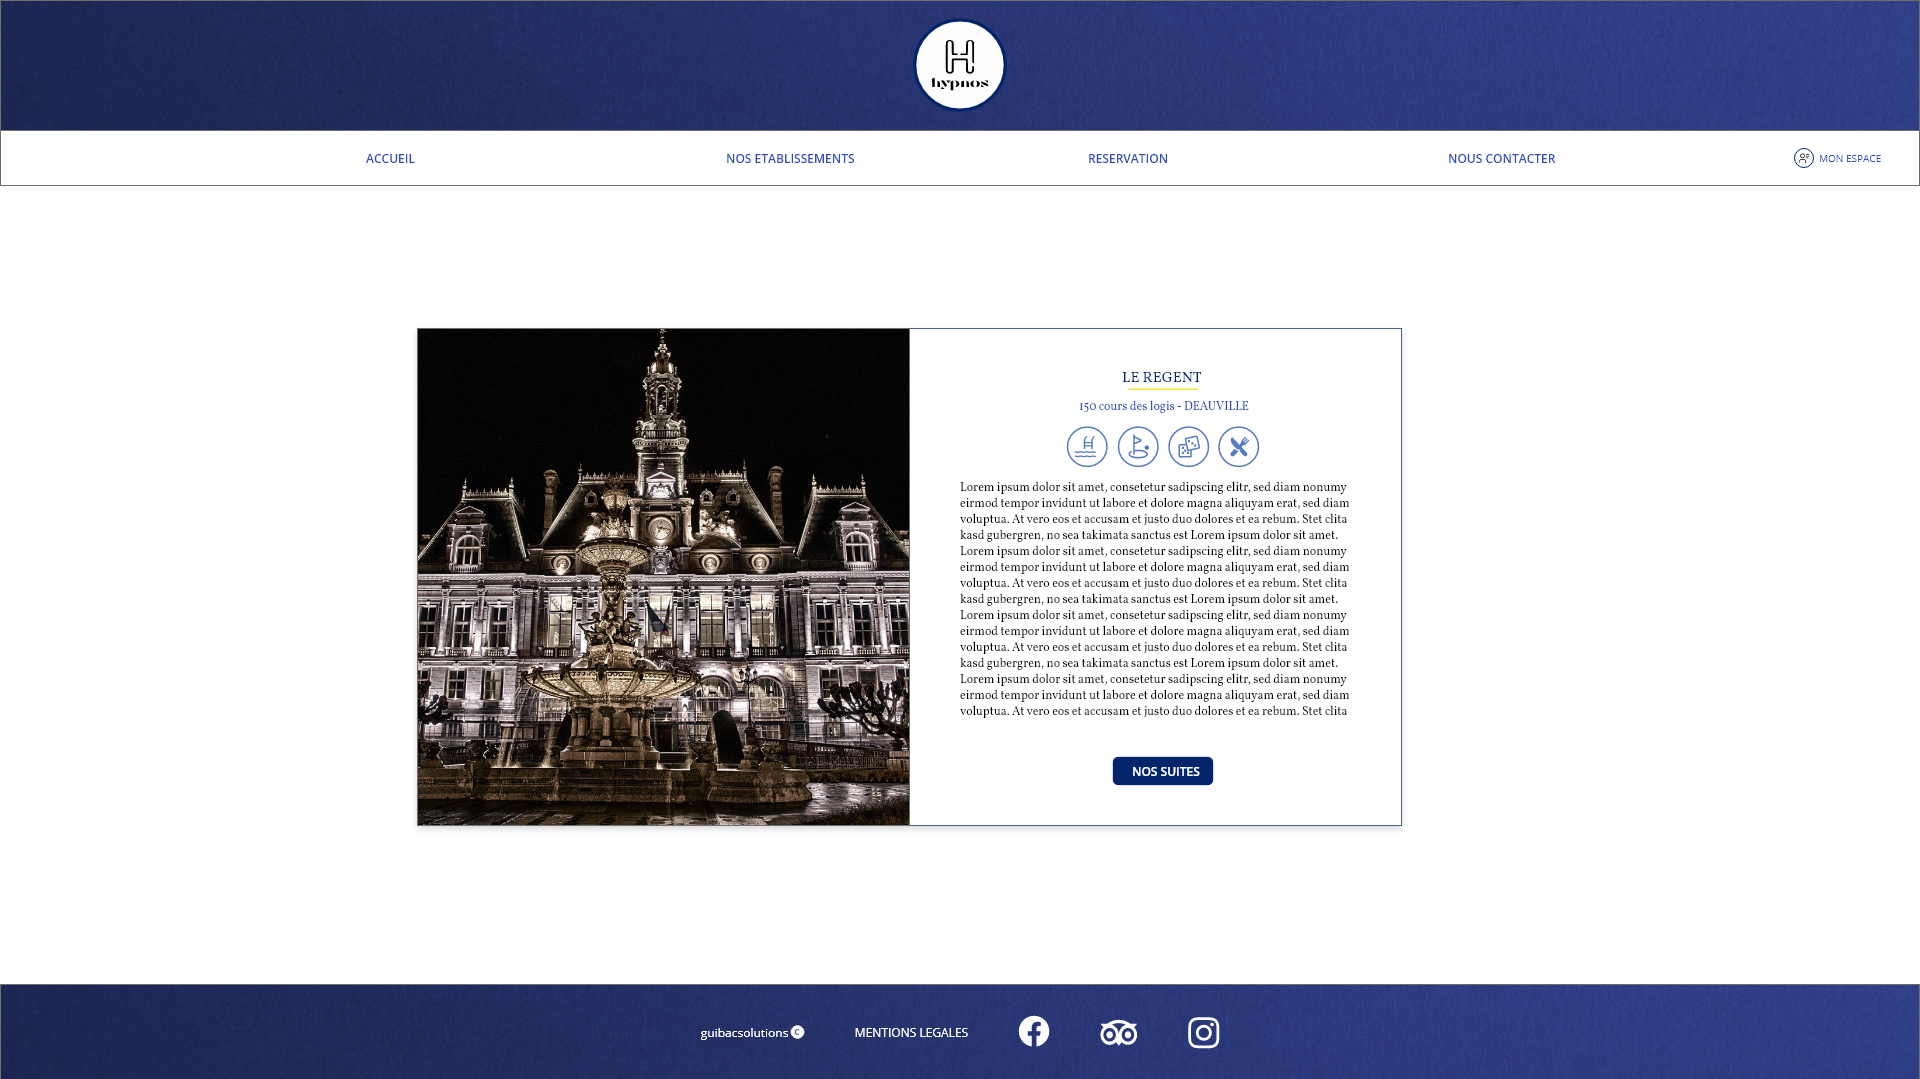 H
hypnos
ACCUEIL
NOS ETABLISSEMENTS
RESERVATION
NOUS CONTACTER
MON ESPACE
LE REGENT
150 cours des logis - DEAUVILLE
Lorem ipsum dolor sit amet, consetetur sadipscing elitr, sed diam nonumy
eirmod tempor invidunt ut labore et dolore magna aliquyam erat, sed diam
voluptua. At vero eos et accusam et justo duo dolores et ea rebum. Stet clita
kasd gubergren, no sea takimata sanctus est Lorem ipsum dolor sit amet.
Lorem ipsum dolor sit amet, consetetur sadipscing elitr, sed diam nonumy
eirmod tempor invidunt ut labore et dolore magna aliquyam erat, sed diam
voluptua. At vero eos et accusam et justo duo dolores et ea rebum. Stet clita
kasd gubergren, no sea takimata sanctus est Lorem ipsum dolor sit amet.
Lorem ipsum dolor sit amet, consetetur sadipscing elitr, sed diam nonumy
eirmod tempor invidunt ut labore et dolore magna aliquyam erat, sed diam
voluptua. At vero eos et accusam et justo duo dolores et ea rebum. Stet clita
kasd gubergren, no sea takimata sanctus est Lorem ipsum dolor sit amet.
Lorem ipsum dolor sit amet, consetetur sadipscing elitr, sed diam nonumy
eirmod tempor invidunt ut labore et dolore magna aliquyam erat, sed diam
voluptua. At vero eos et accusam et justo duo dolores et ea rebum. Stet clita
NOS SUITES
guibacsolutions C
MENTIONS LEGALES